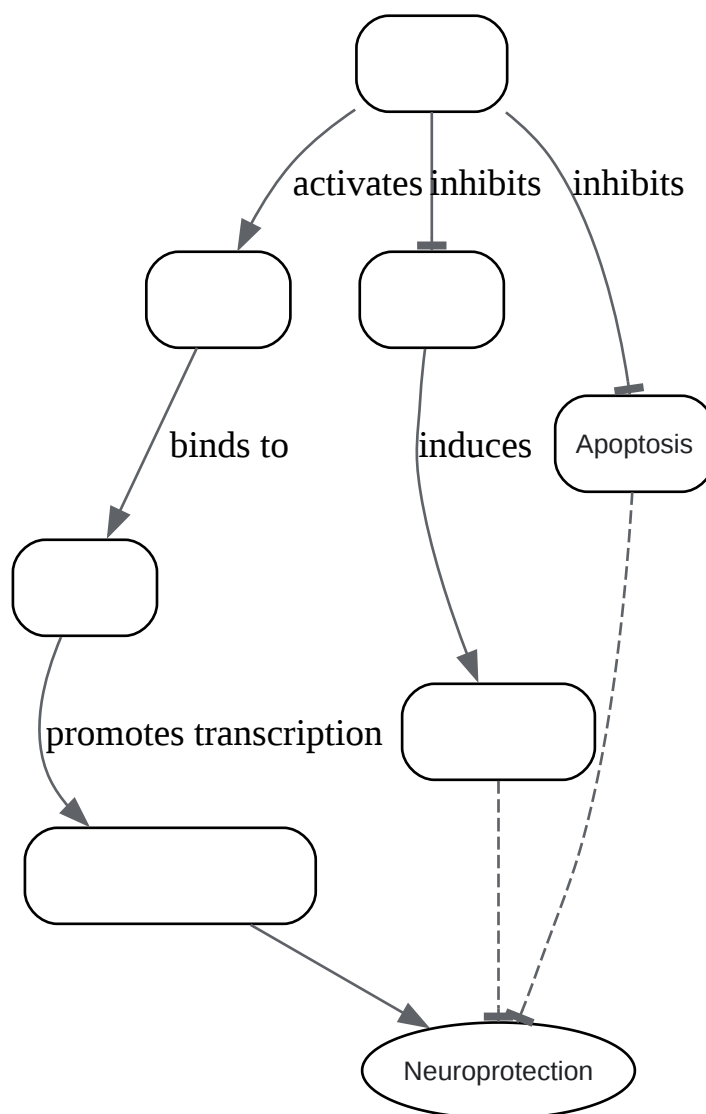 activates inhibits inhibits
binds to
induces
Apoptosis
promotes transcription
Neuroprotection